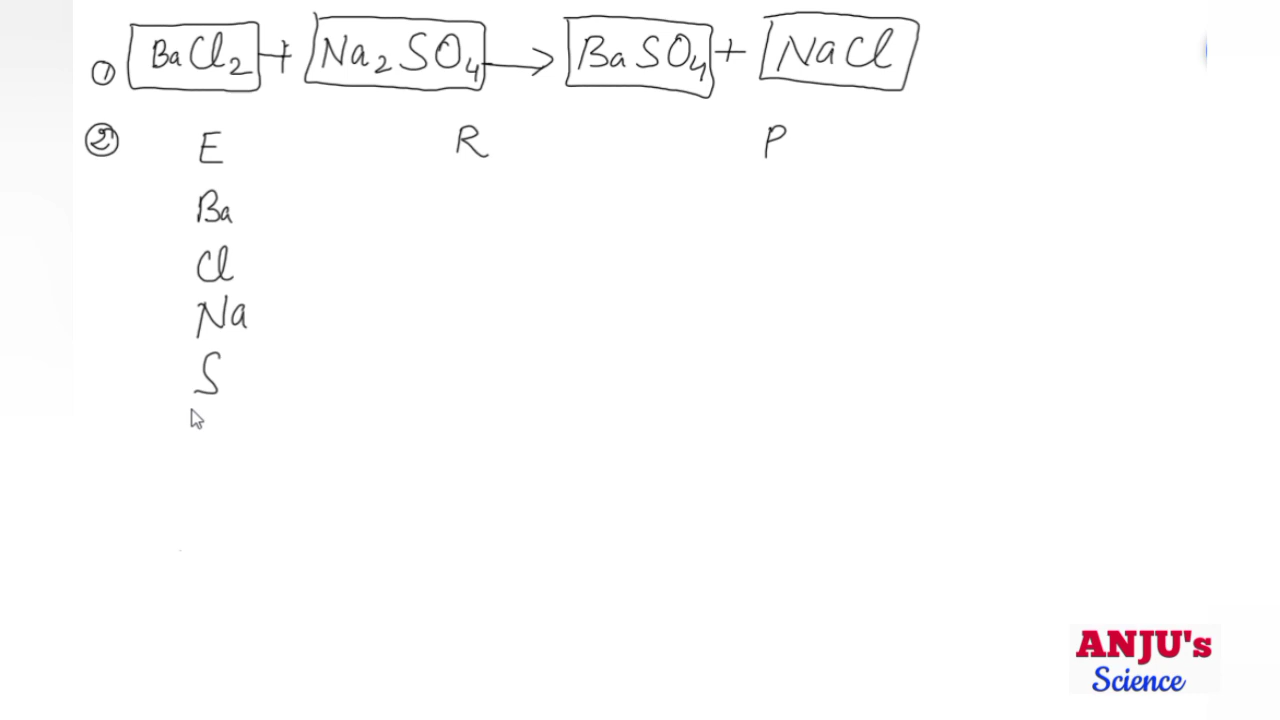 ① BaCl₂ + Na₂SO₄ → BaSO₄ + NaCl
② E R P
Ba
Cl
Na
S
ANJU's
Science